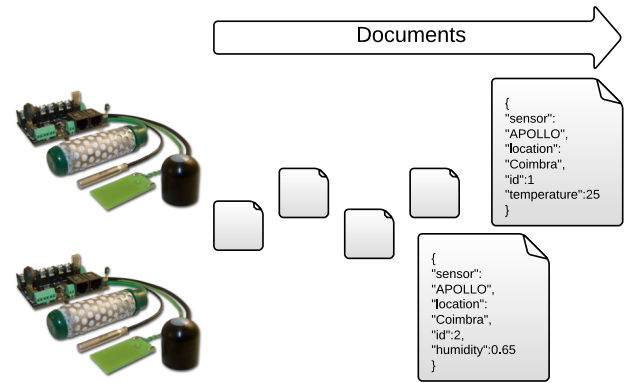 Documents
{
"sensor":
"APOLLO",
"location":
"Coimbra",
"id":1
"temperature":25
}
{
"sensor":
"APOLLO",
"location":
"Coimbra",
"id":2,
"humidity":0.65
}